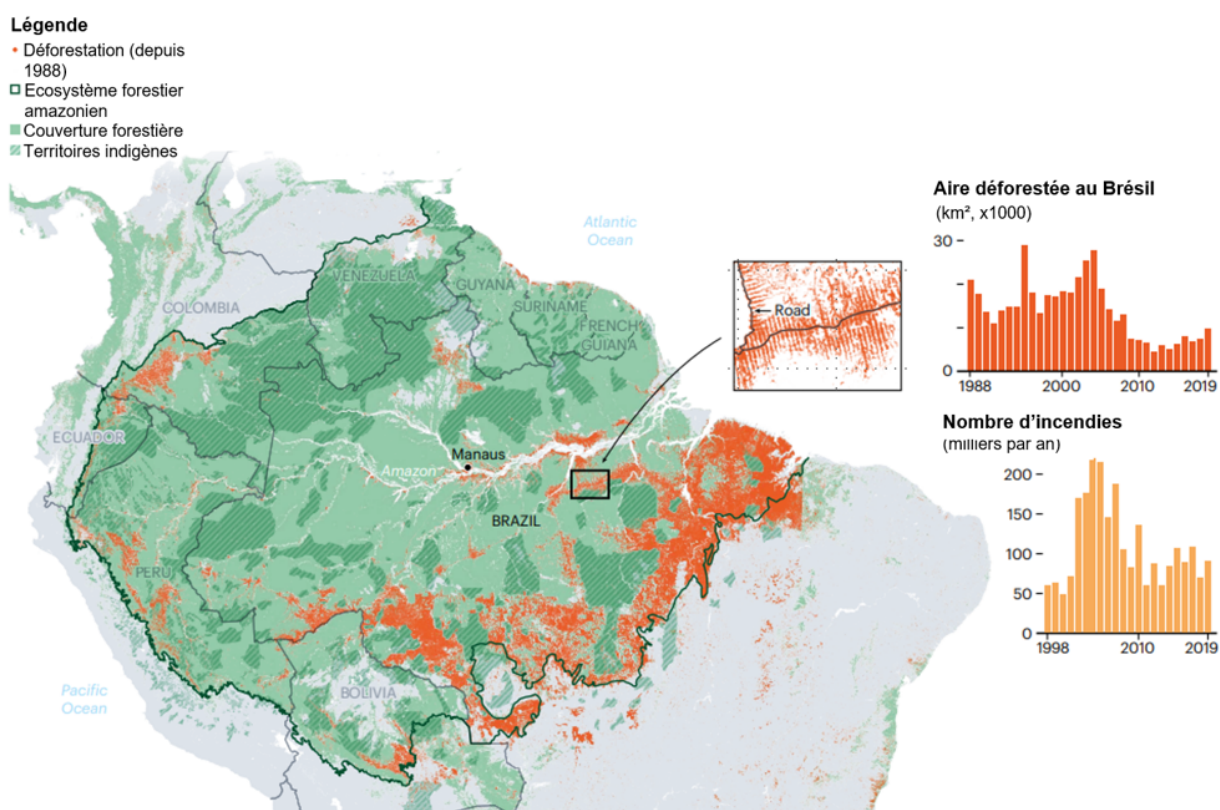 Légende
Déforestation (depuis
1988)
Ecosystème forestier
amazonien
Couverture forestière
Territoires indigènes
Atlantic
Ocean
VENEZUELA
GUYANA
COLOMBIA
SURINAME
FRENCH
GUIANA
ECUADOR
Manaus
Amazon
BRAZIL
PERU
BOLIVIA
Pacific
Ocean
Road
Aire déforestée au Brésil
(km², x1000)
30
0
1988
2000
2010
2019
Nombre d'incendies
(milliers par an)
200
150
100
50
0
1998
2010
2019